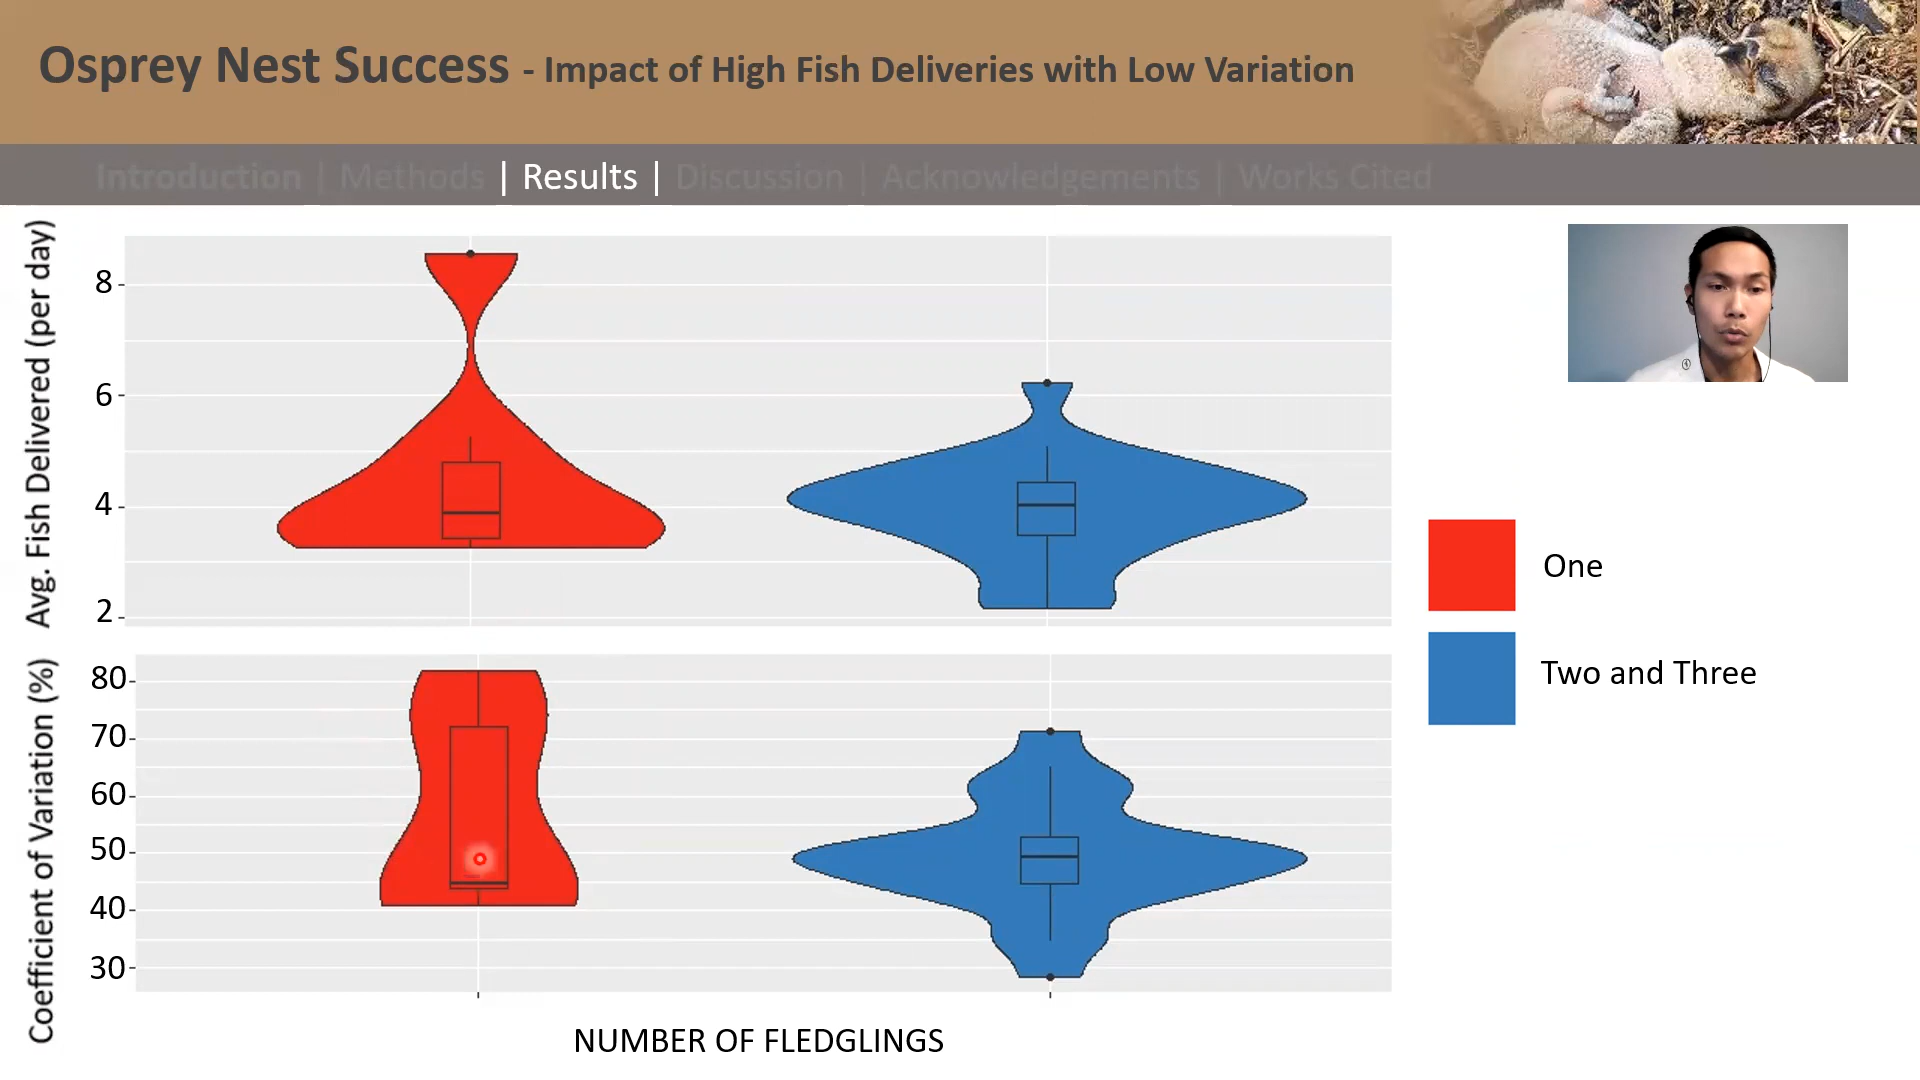 Osprey Nest Success - Impact of High Fish Deliveries with Low Variation
Introduction | Methods | Results | Discussion | Acknowledgements | Works Cited
Avg. Fish Delivered (per day)
8
6
4
2
Coefficient of Variation (%)
80
70
60
50
40
30
NUMBER OF FLEDGLINGS
One
Two and Three